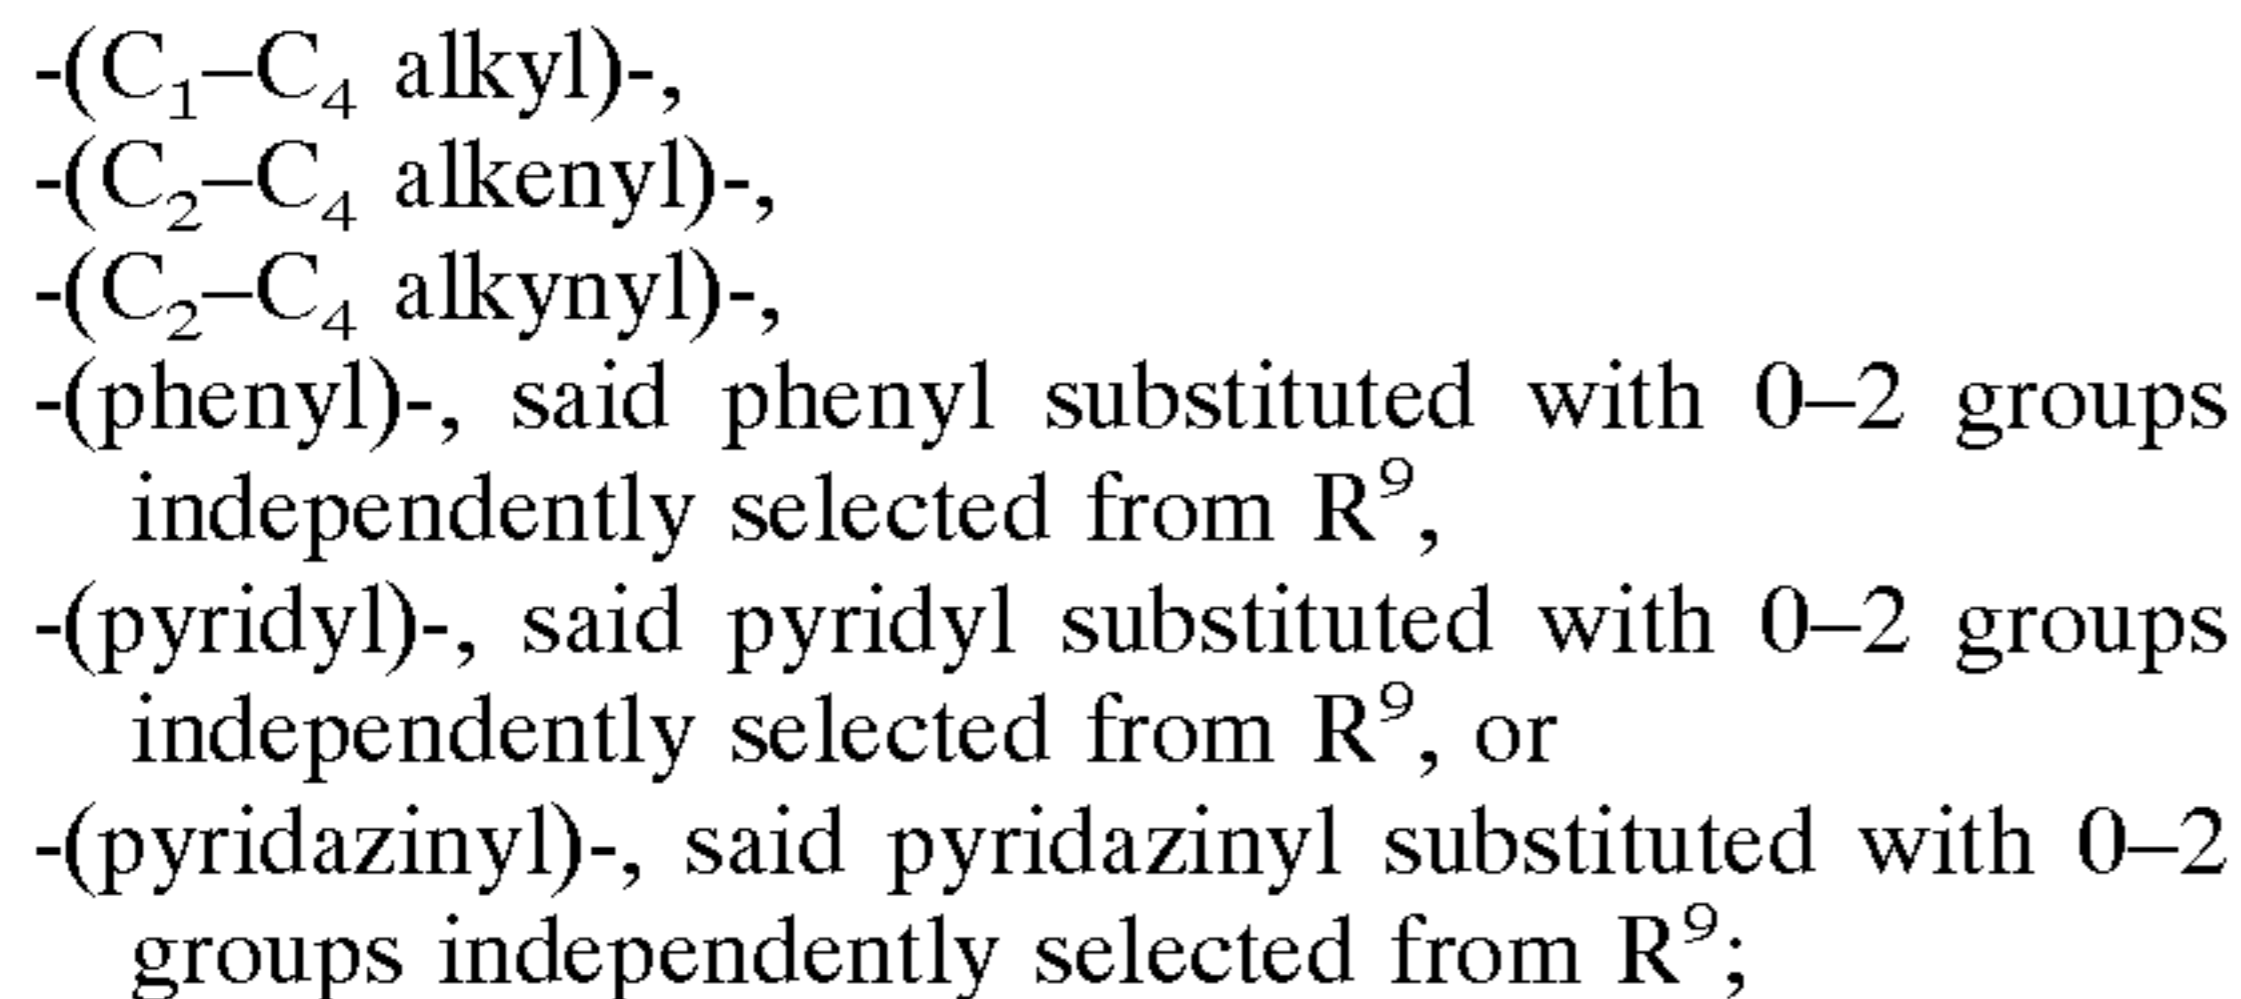 -(C₁–C₄ alkyl)-,
-(C₂–C₄ alkenyl)-,
-(C₂–C₄ alkynyl)-,
-(phenyl)-, said phenyl substituted with 0–2 groups
independently selected from R⁹,
-(pyridyl)-, said pyridyl substituted with 0–2 groups
independently selected from R⁹, or
-(pyridazinyl)-, said pyridazinyl substituted with 0–2
groups independently selected from R⁹;